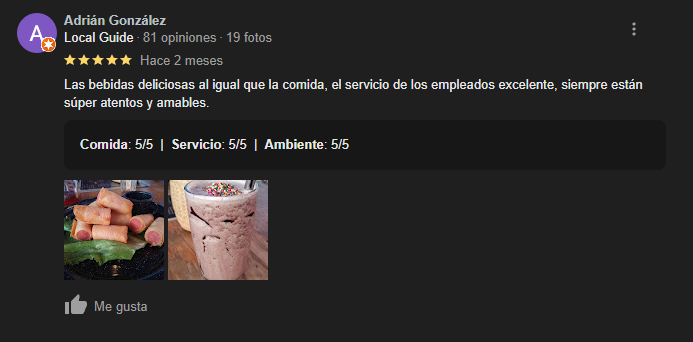 A
Adrián González
Local Guide · 81 opiniones · 19 fotos
Hace 2 meses
Las bebidas deliciosas al igual que la comida, el servicio de los empleados excelente, siempre están
súper atentos y amables.
Comida: 5/5 | Servicio: 5/5 | Ambiente: 5/5
Me gusta